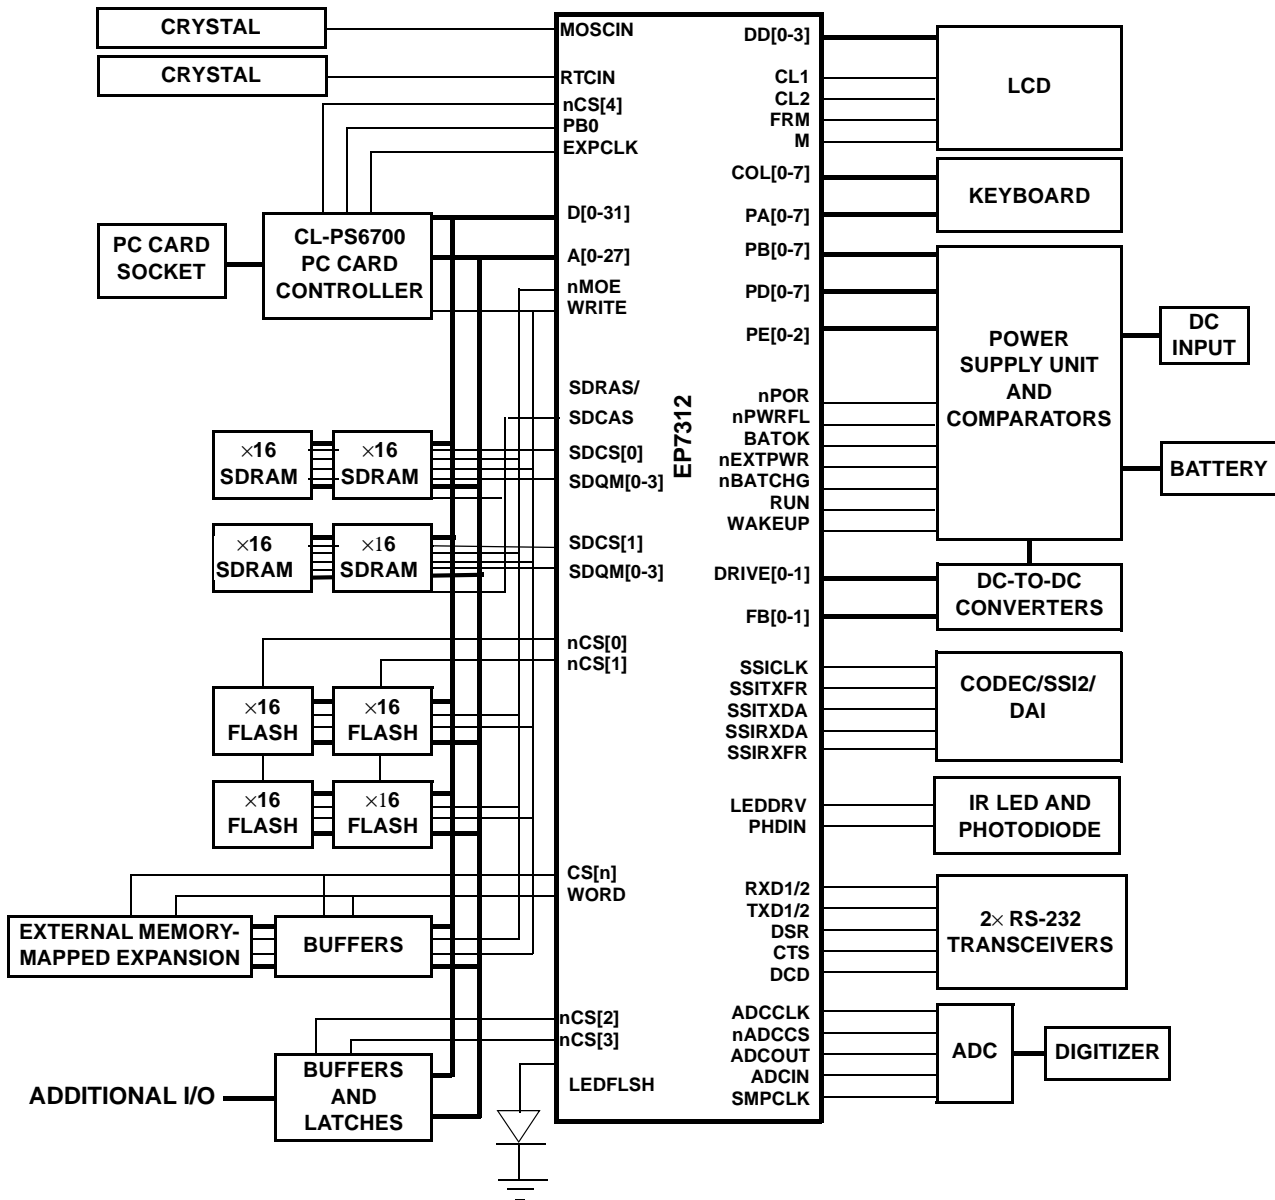 CRYSTAL
CRYSTAL
PC CARD
SOCKET
CL-PS6700
PC CARD
CONTROLLER
×16
SDRAM
×16
SDRAM
×16
SDRAM
×16
SDRAM
×16
FLASH
×16
FLASH
×16
FLASH
×16
FLASH
EXTERNAL MEMORY-
MAPPED EXPANSION
BUFFERS
ADDITIONAL I/O
BUFFERS
AND
LATCHES
MOSCIN
RTCIN
nCS[4]
PB0
EXPCLK
D[0-31]
A[0-27]
nMOE
WRITE
SDRAS/
SDCAS
SDCS[0]
SDQM[0-3]
SDCS[1]
SDQM[0-3]
nCS[0]
nCS[1]
CS[n]
WORD
nCS[2]
nCS[3]
LEDFLSH
EP7312
DD[0-3]
CL1
CL2
FRM
M
COL[0-7]
PA[0-7]
PB[0-7]
PD[0-7]
PE[0-2]
nPOR
nPWRFL
BATOK
nEXTPWR
nBATCHG
RUN
WAKEUP
DRIVE[0-1]
FB[0-1]
SSICLK
SSITXFR
SSITXDA
SSIRXDA
SSIRXFR
LEDDRV
PHDIN
RXD1/2
TXD1/2
DSR
CTS
DCD
ADCCLK
nADCCS
ADCOUT
ADCIN
SMPCLK
LCD
KEYBOARD
POWER
SUPPLY UNIT
AND
COMPARATORS
DC
INPUT
BATTERY
DC-TO-DC
CONVERTERS
CODEC/SSI2/
DAI
IR LED AND
PHOTODIODE
2× RS-232
TRANSCEIVERS
ADC
DIGITIZER